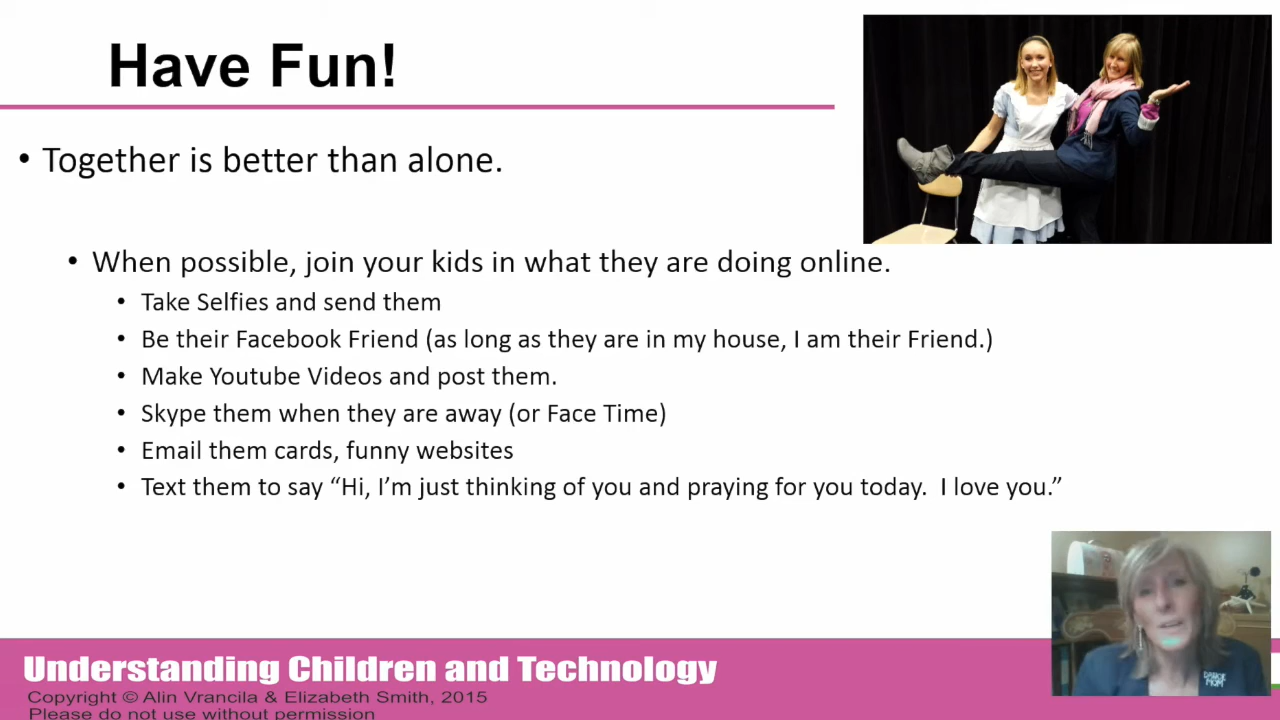 Have Fun!
• Together is better than alone.
• When possible, join your kids in what they are doing online.
• Take Selfies and send them
• Be their Facebook Friend (as long as they are in my house, I am their Friend.)
• Make Youtube Videos and post them.
• Skype them when they are away (or Face Time)
• Email them cards, funny websites
• Text them to say “Hi, I’m just thinking of you and praying for you today.  I love you.”
Understanding Children and Technology
Copyright © Alin Vrancila & Elizabeth Smith, 2015
Please do not use without permission
MOM